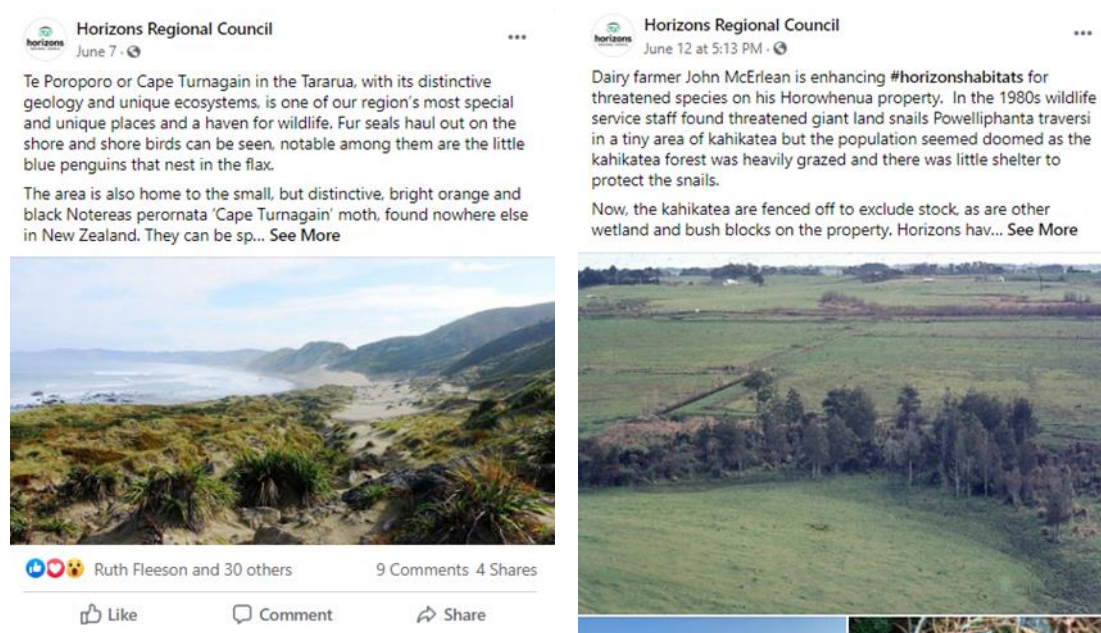 horizons
Horizons Regional Council
June 7 ·
Te Poroporo or Cape Turnagain in the Tararua, with its distinctive
geology and unique ecosystems, is one of our region's most special
and unique places and a haven for wildlife. Fur seals haul out on the
shore and shore birds can be seen, notable among them are the little
blue penguins that nest in the flax.
The area is also home to the small, but distinctive, bright orange and
black Notereas perornata 'Cape Turnagain' moth, found nowhere else
in New Zealand. They can be sp... See More
Ruth Fleeson and 30 others
9 Comments 4 Shares
Like
Comment
Share
horizons
Horizons Regional Council
June 12 at 5:13 PM ·
Dairy farmer John McErlean is enhancing #horizonshabitats for
threatened species on his Horowhenua property. In the 1980s wildlife
service staff found threatened giant land snails Powelliphanta traversi
in a tiny area of kahikatea but the population seemed doomed as the
kahikatea forest was heavily grazed and there was little shelter to
protect the snails.
Now, the kahikatea are fenced off to exclude stock, as are other
wetland and bush blocks on the property. Horizons hav... See More